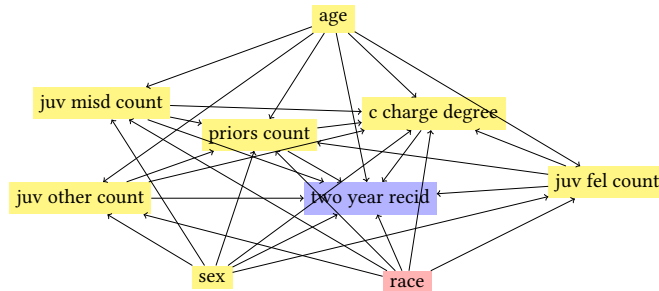 age
juv misd count
c charge degree
priors count
juv fel count
juv other count
two year recid
sex
race